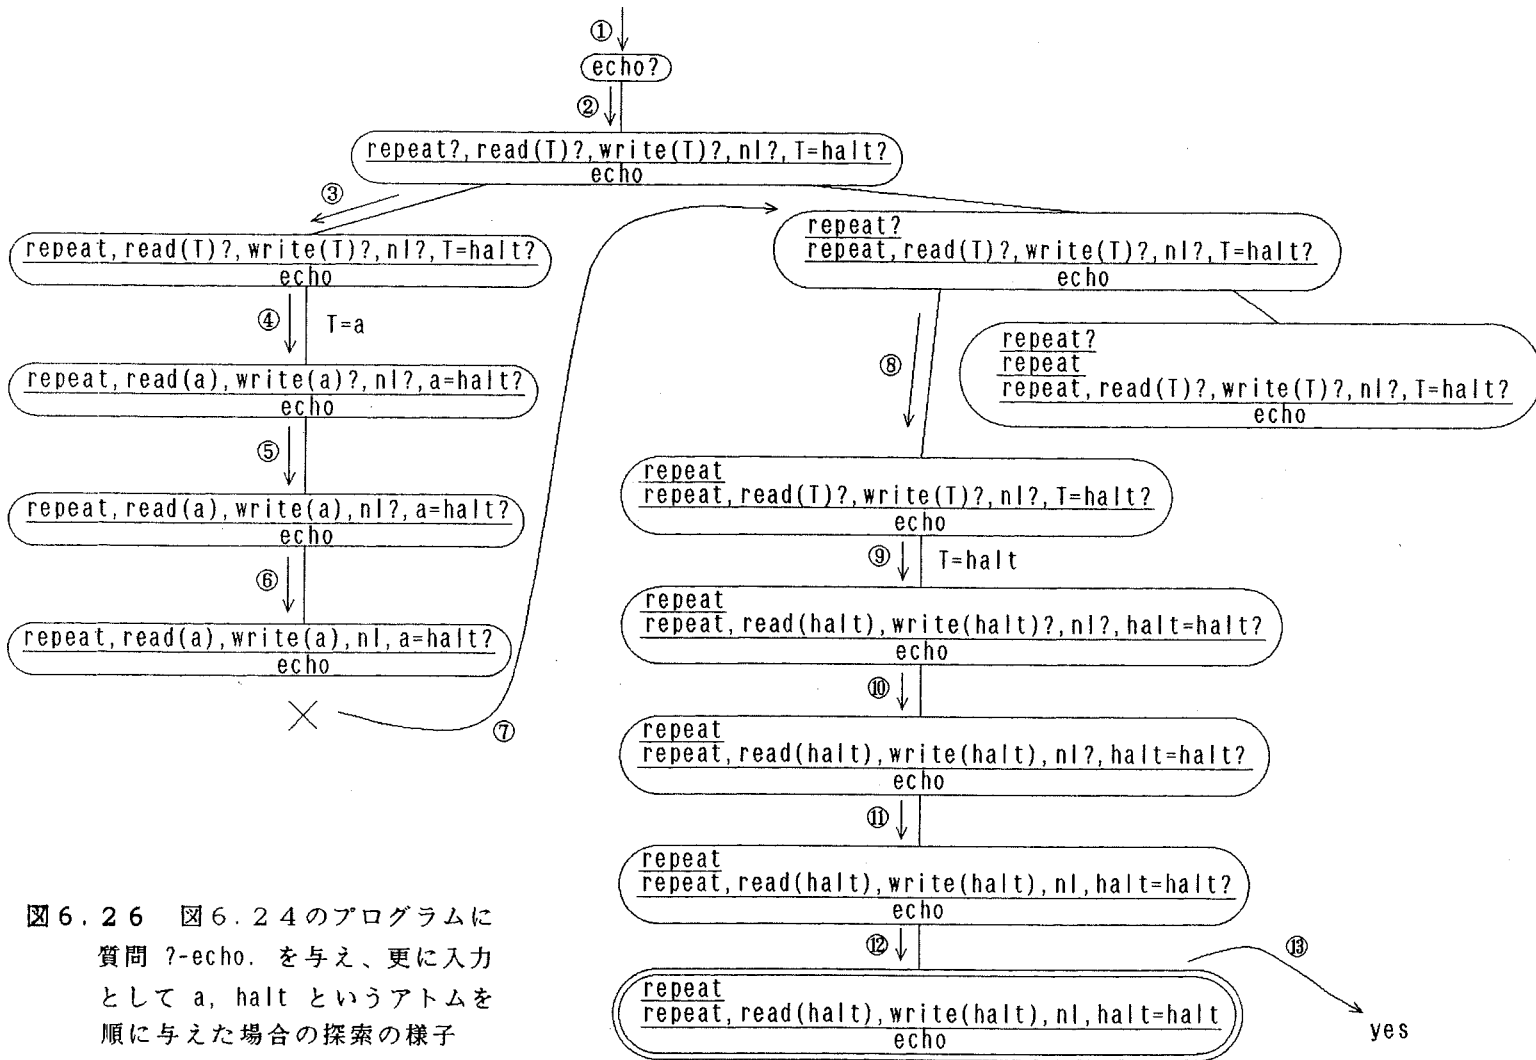 ①
echo?
②
repeat?,read(T)?,write(T)?,nl?,T=halt?
echo
③
repeat,read(T)?,write(T)?,nl?,T=halt?
echo
④
T=a
repeat,read(a),write(a)?,nl?,a=halt?
echo
⑤
repeat,read(a),write(a),nl?,a=halt?
echo
⑥
repeat,read(a),write(a),nl,a=halt?
echo
⑦
repeat?
repeat,read(T)?,write(T)?,nl?,T=halt?
echo
repeat?
repeat
repeat,read(T)?,write(T)?,nl?,T=halt?
echo
⑧
repeat
repeat,read(T)?,write(T)?,nl?,T=halt?
echo
⑨
T=halt
repeat
repeat,read(halt),write(halt)?,nl?,halt=halt?
echo
⑩
repeat
repeat,read(halt),write(halt),nl?,halt=halt?
echo
⑪
repeat
repeat,read(halt),write(halt),nl,halt=halt?
echo
⑫
repeat
repeat,read(halt),write(halt),nl,halt=halt
echo
⑬
yes
図6.26 図6.24のプログラムに
質問 ?-echo. を与え、更に入力
として a, halt というアトムを
順に与えた場合の探索の様子